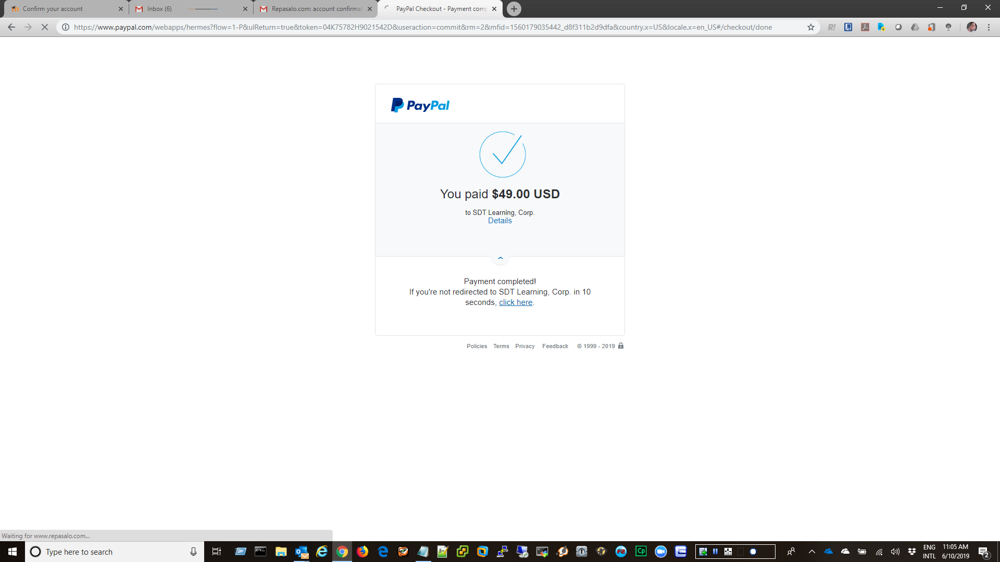 Confirm your account
Inbox (6)
Repasalo.com: account confirmat
PayPal Checkout - Payment comp
https://www.paypal.com/webapps/hermes?flow=1-P&ulReturn=true&token=04K75782H9021542D&useraction=commit&rm=2&mfid=1560179035442_d8f311b2d9dfa&country.x=US&locale.x=en_US#/checkout/done
R!
PayPal
You paid $49.00 USD
to SDT Learning, Corp.
Details
Payment completed!
If you're not redirected to SDT Learning, Corp. in 10
seconds, click here.
Policies Terms Privacy Feedback © 1999 - 2019
Waiting for www.repasalo.com...
Type here to search
Cp
ENG
INTL
11:05 AM
6/10/2019
2